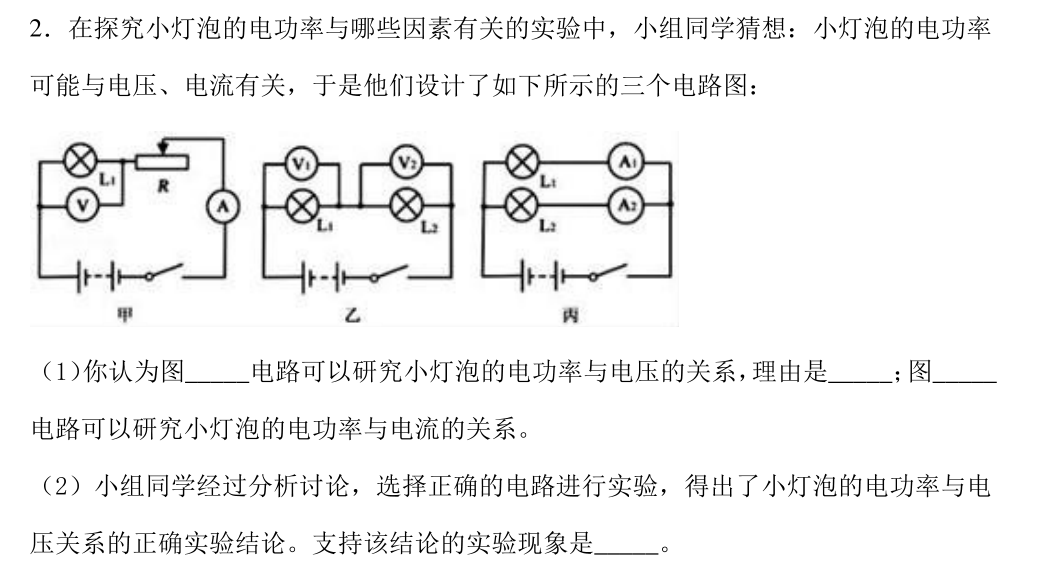 2．在探究小灯泡的电功率与哪些因素有关的实验中，小组同学猜想：小灯泡的电功率
可能与电压、电流有关，于是他们设计了如下所示的三个电路图：
L1 R V A 甲
V1 V2 L1 L2 乙
L1 A1 L2 A2 丙
（1)你认为图_____电路可以研究小灯泡的电功率与电压的关系,理由是_____；图_____
电路可以研究小灯泡的电功率与电流的关系。
（2）小组同学经过分析讨论，选择正确的电路进行实验，得出了小灯泡的电功率与电
压关系的正确实验结论。支持该结论的实验现象是_____。